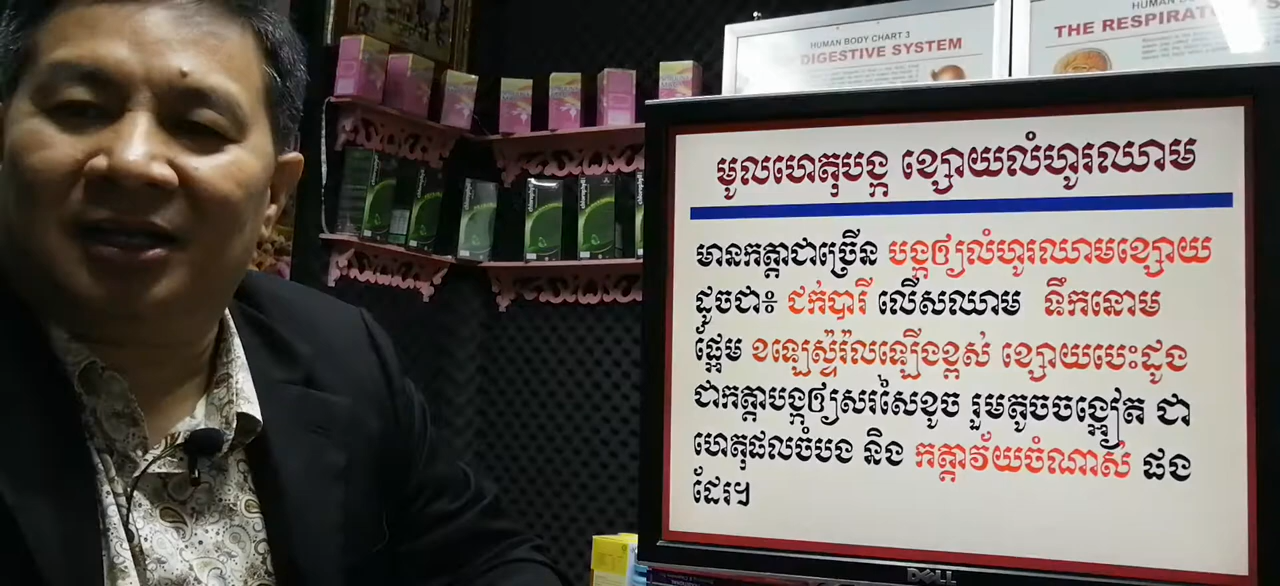 HUMAN BODY CHART 3
DIGESTIVE SYSTEM
HUMAN
THE RESPIRAT
មូលហេតុបង្ក ខ្សោយលំហូរឈាម
មានកត្តាជាច្រើន បង្កឲ្យលំហូរឈាមខ្សោយ
ដូចជា៖ ជក់បារី លើសឈាម ទឹកនោម
ផ្អែម ខឡេស្ទ័រ៉លឡើងខ្ពស់ ខ្សោយបេះដូង
ជាកត្តាបង្កឲ្យសរសៃខូច រួមតូចចង្អៀត ជា
ហេតុផលចំបង និង កត្តាវ័យចំណាស់ ផង
ដែរ។
DELL